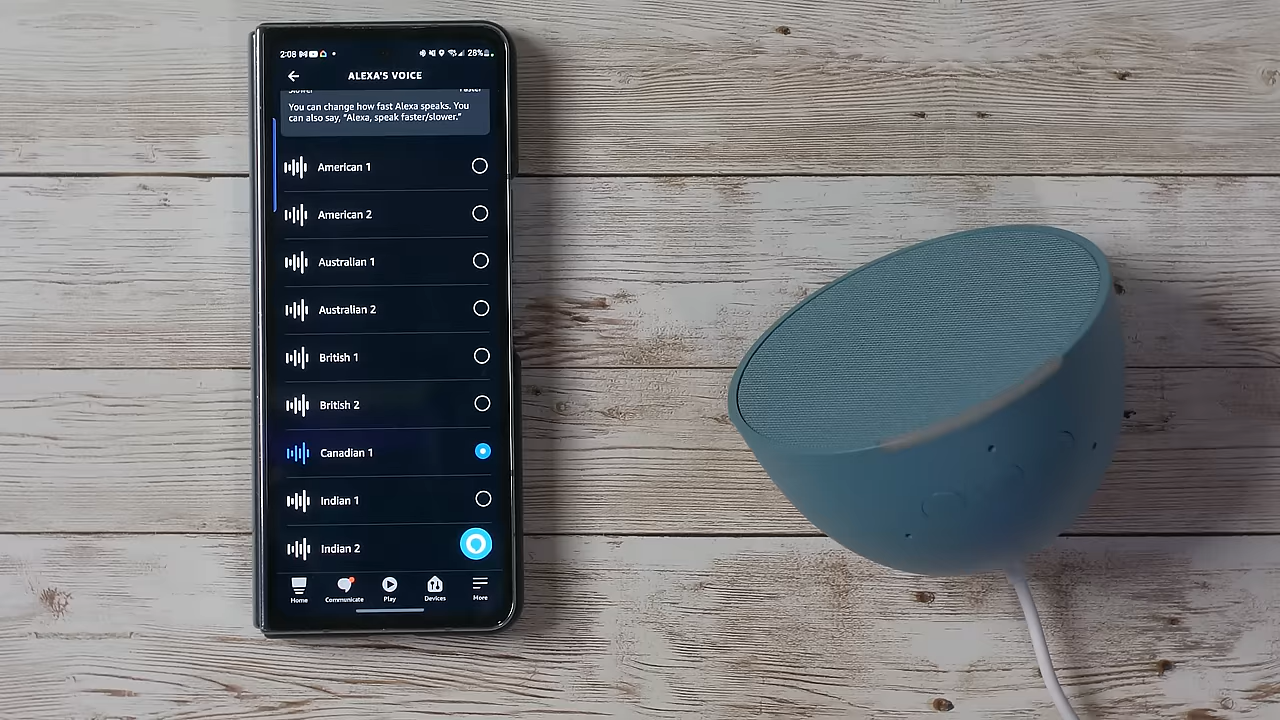 2:08
28%
ALEXA'S VOICE
Slower Faster
You can change how fast Alexa speaks. You
can also say, "Alexa, speak faster/slower."
American 1
American 2
Australian 1
Australian 2
British 1
British 2
Canadian 1
Indian 1
Indian 2
Home Communicate Play Devices More